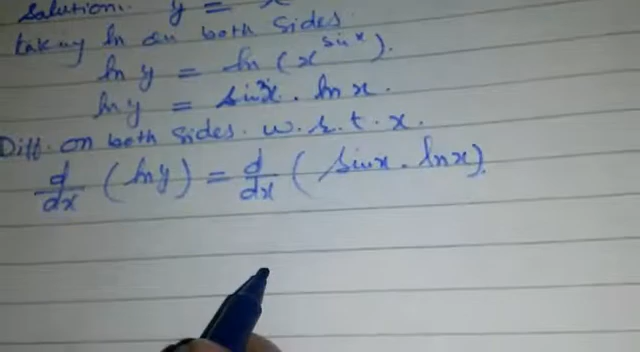 Solution: y =
taking ln on both sides.
ln y = ln (x^sin x).
ln y = sin x . ln x.
Diff. on both sides. w.r.t. x.
d/dx (ln y) = d/dx (sin x . ln x).